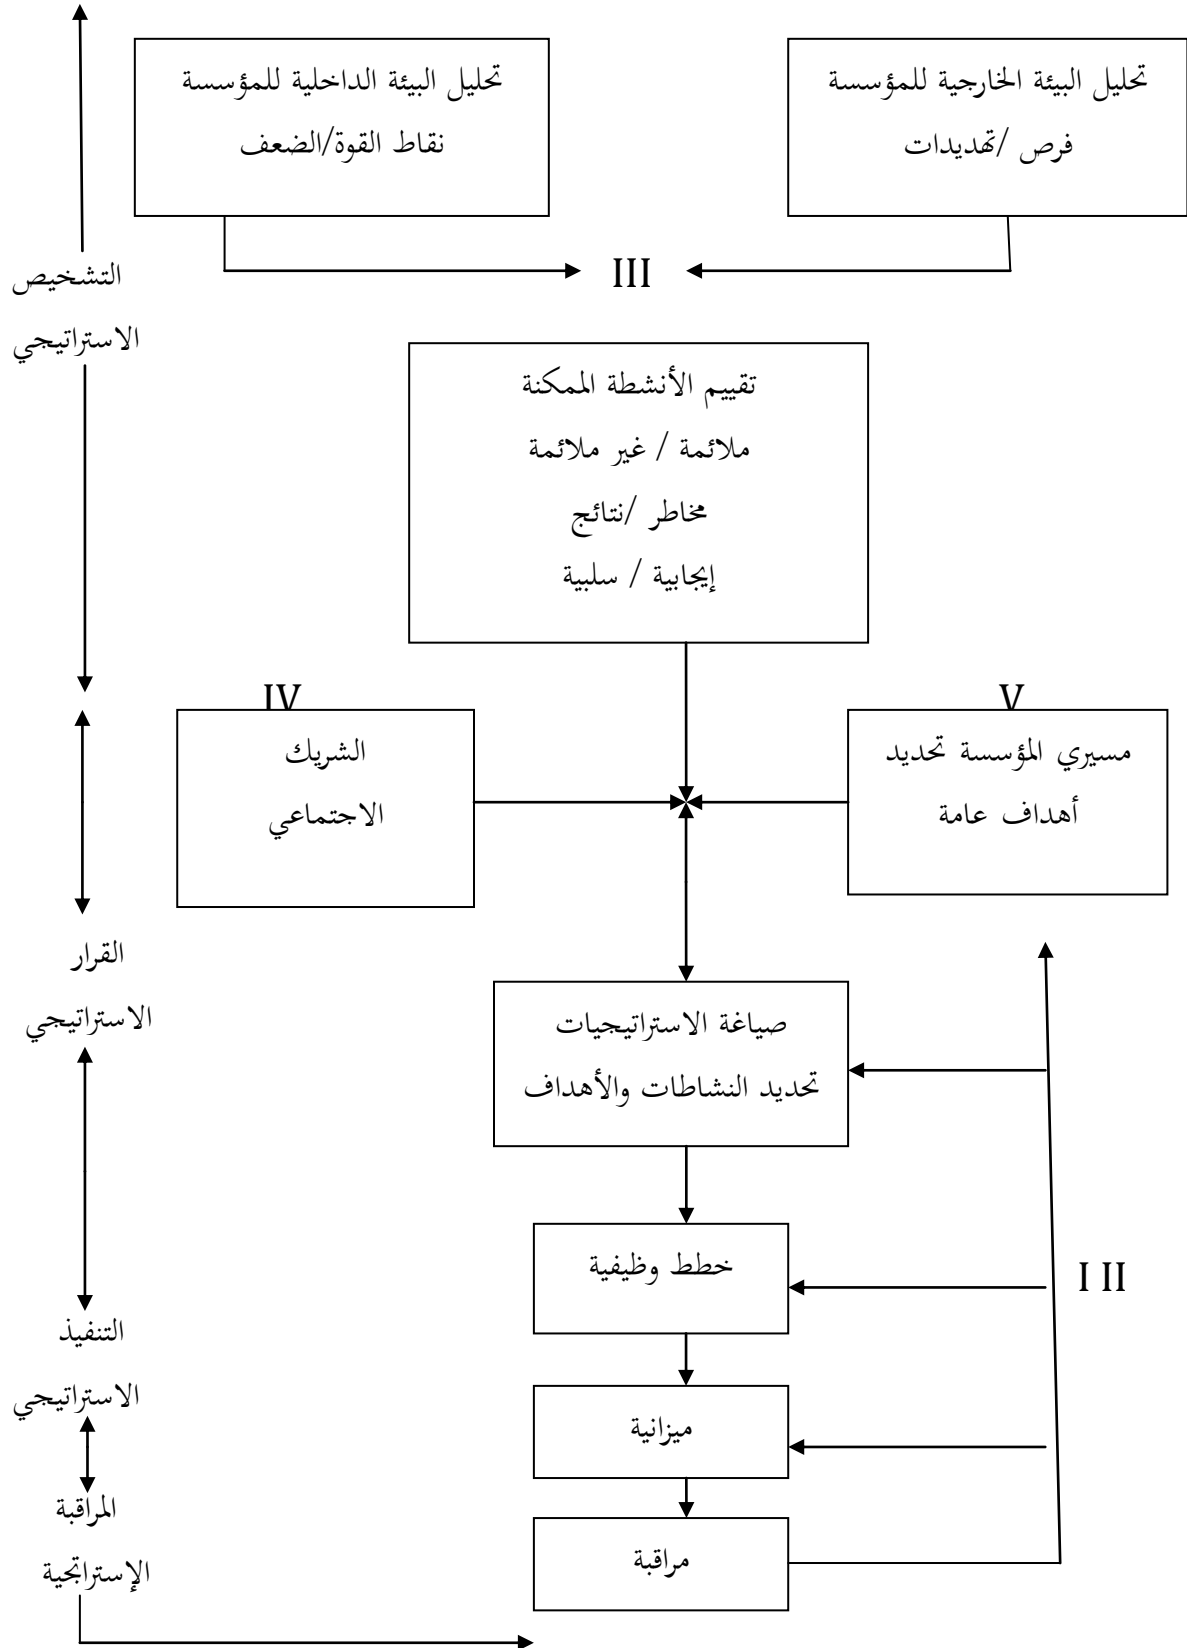 تحليل البيئة الخارجية للمؤسسة
فرص /تهديدات
تحليل البيئة الداخلية للمؤسسة
نقاط القوة/الضعف
III
التشخيص
الاستراتيجي
تقييم الأنشطة الممكنة
ملائمة / غير ملائمة
مخاطر /نتائج
إيجابية / سلبية
V
مسيري المؤسسة تحديد
أهداف عامة
IV
الشريك
الاجتماعي
القرار
الاستراتيجي
صياغة الاستراتيجيات
تحديد النشاطات والأهداف
خطط وظيفية
I II
التنفيذ
الاستراتيجي
ميزانية
المراقبة
الإستراتحية
مراقبة